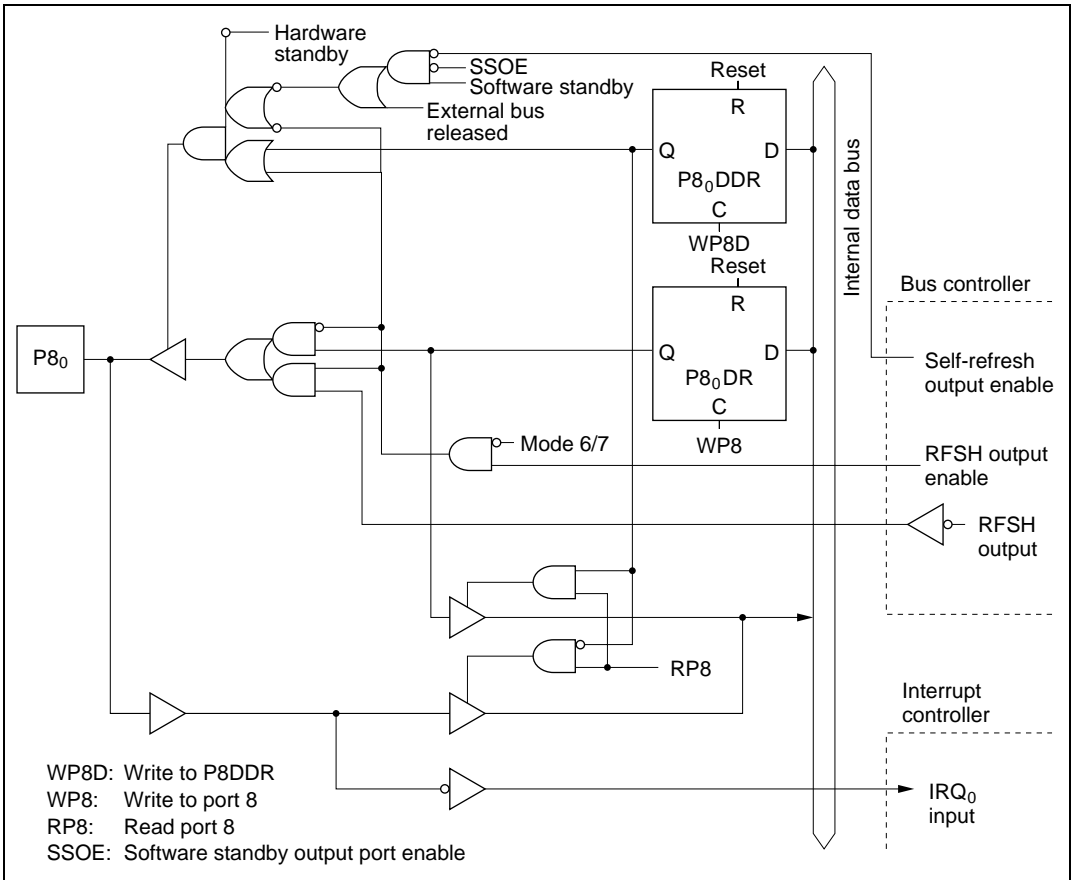 Hardware
standby
SSOE
Software standby
External bus
released
Reset
R
Q
D
P8₀DDR
C
WP8D
Reset
R
Q
D
P8₀DR
C
WP8
Internal data bus
Bus controller
Self-refresh
output enable
P8₀
Mode 6/7
RFSH output
enable
RFSH
output
RP8
Interrupt
controller
IRQ₀
input
WP8D: Write to P8DDR
WP8: Write to port 8
RP8: Read port 8
SSOE: Software standby output port enable